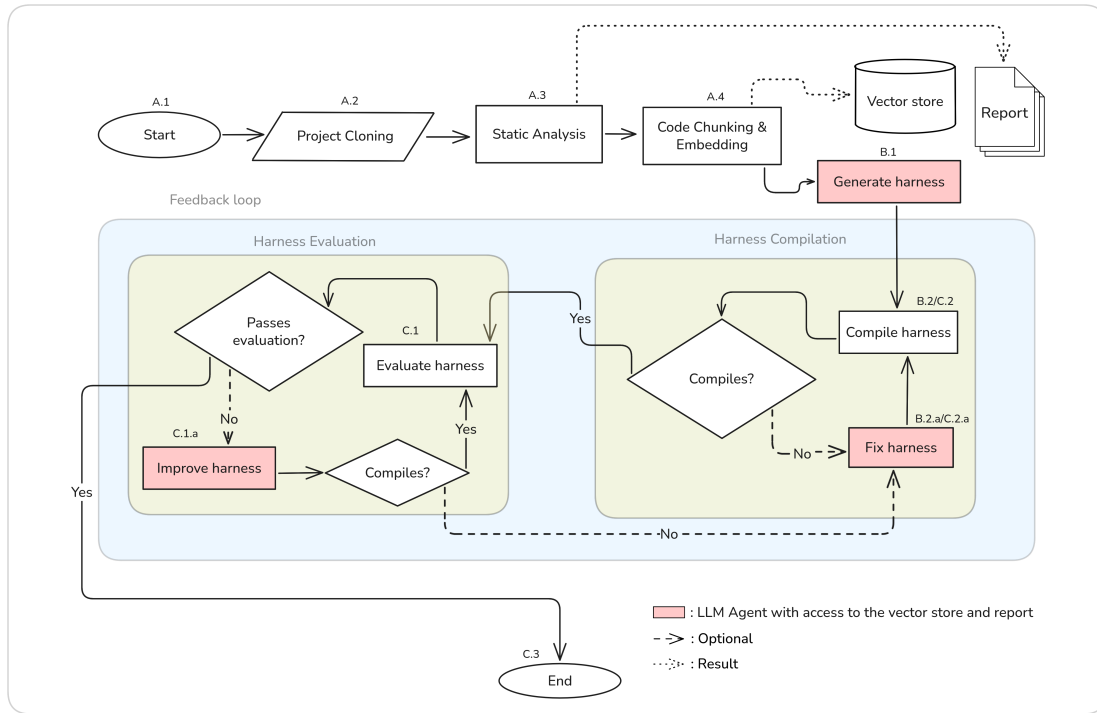 A.1
Start
A.2
Project Cloning
A.3
Static Analysis
A.4
Code Chunking &
Embedding
Vector store
Report
B.1
Generate harness
Feedback loop
Harness Evaluation
Passes
evaluation?
C.1
Evaluate harness
No
C.1.a
Improve harness
Compiles?
Yes
Yes
Harness Compilation
B.2/C.2
Compile harness
Compiles?
No
B.2.a/C.2.a
Fix harness
No
Yes
C.3
End
: LLM Agent with access to the vector store and report
: Optional
: Result